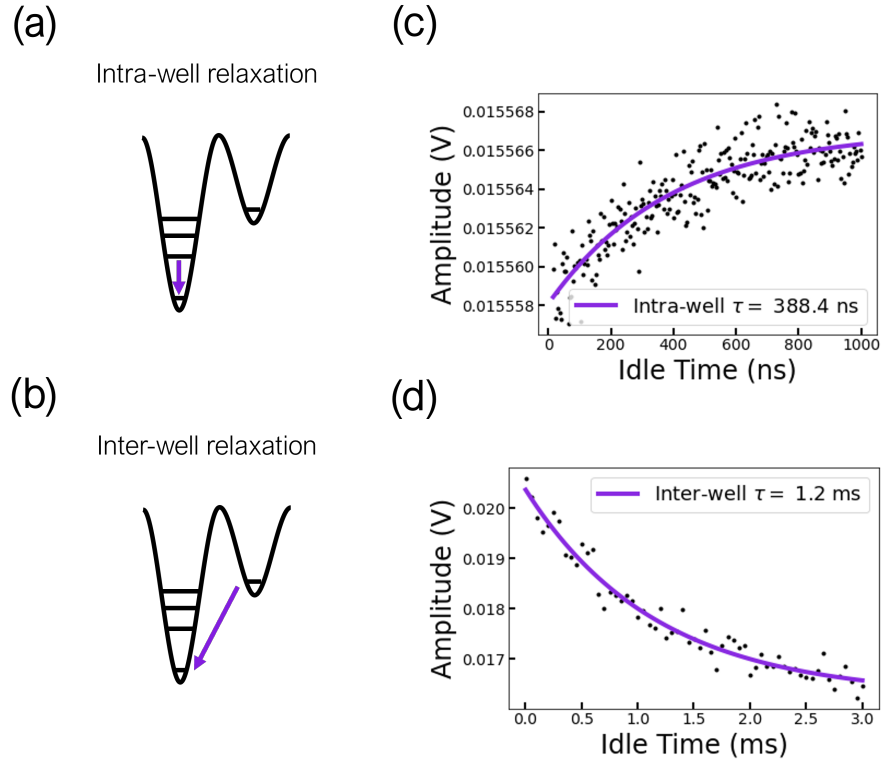 (a)
Intra-well relaxation
(b)
Inter-well relaxation
(c)
Amplitude (V)
0.015568
0.015566
0.015564
0.015562
0.015560
0.015558
Intra-well τ = 388.4 ns
0 200 400 600 800 1000
Idle Time (ns)
(d)
Amplitude (V)
0.020
0.019
0.018
0.017
Inter-well τ = 1.2 ms
0.0 0.5 1.0 1.5 2.0 2.5 3.0
Idle Time (ms)